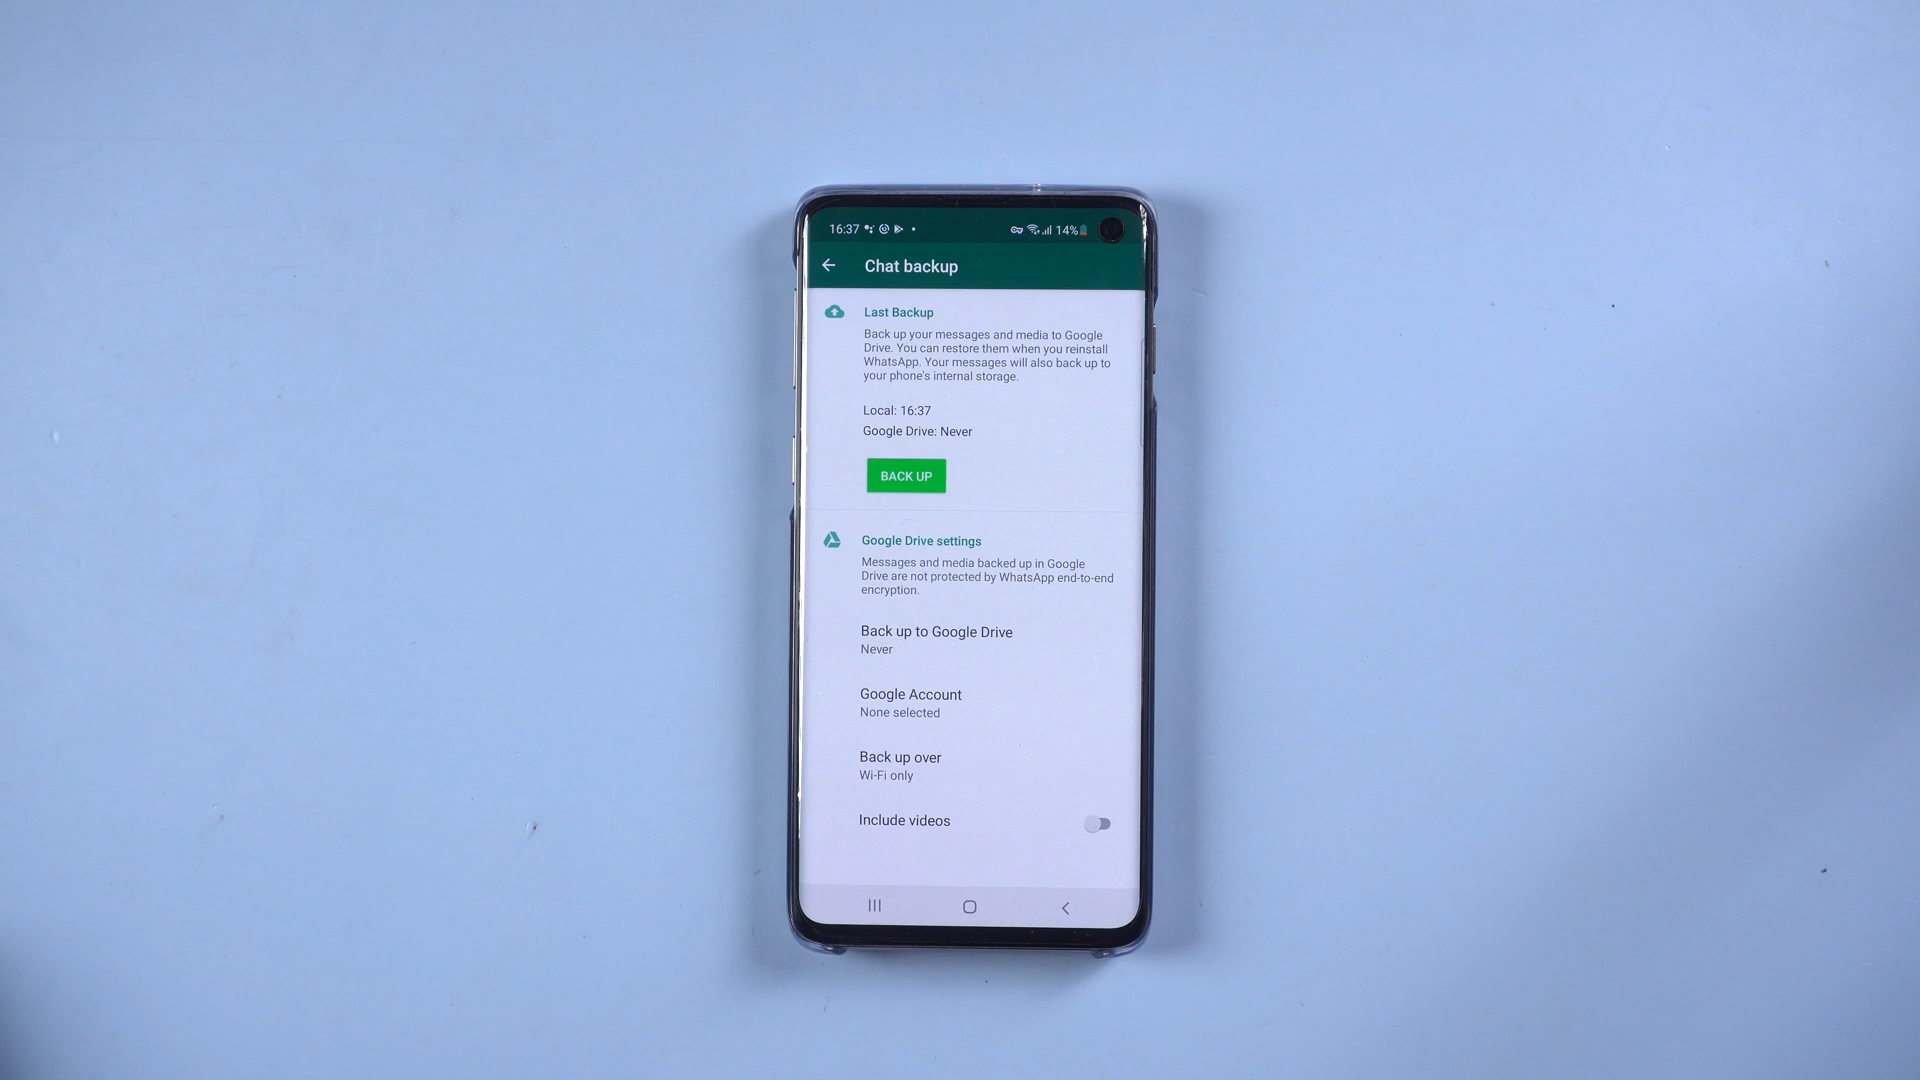 16:37
14%
Chat backup
Last Backup
Back up your messages and media to Google
Drive. You can restore them when you reinstall
WhatsApp. Your messages will also back up to
your phone's internal storage.
Local: 16:37
Google Drive: Never
BACK UP
Google Drive settings
Messages and media backed up in Google
Drive are not protected by WhatsApp end-to-end
encryption.
Back up to Google Drive
Never
Google Account
None selected
Back up over
Wi-Fi only
Include videos